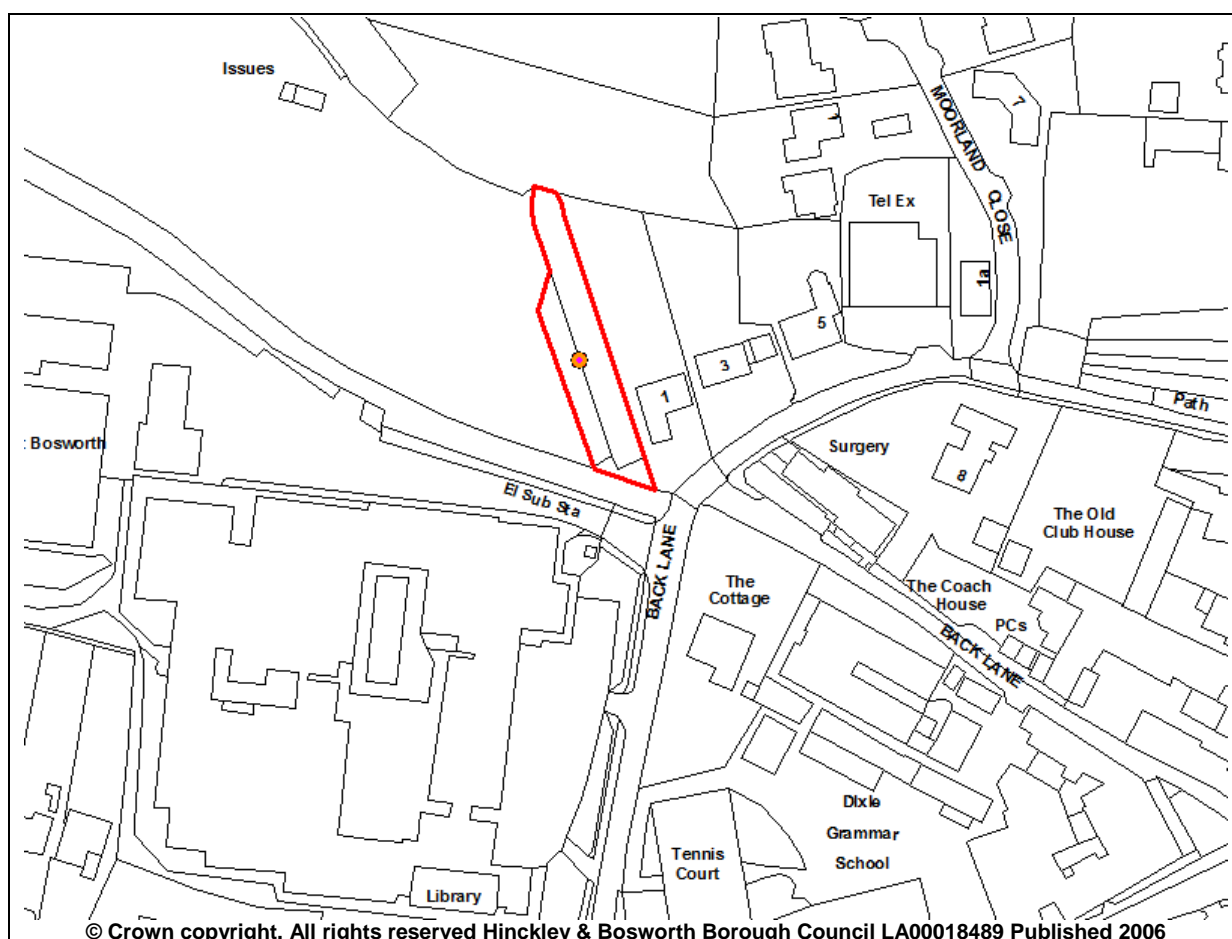 Issues
MOORLAND CLOSE
7
1
Tel Ex
1a
5
3
1
Path
t Bosworth
Surgery
8
El Sub Sta
The Old
Club House
BACK LANE
The
Cottage
The Coach
House
PCs
BACK LANE
Dixie
Grammar
School
Tennis
Court
Library
© Crown copyright. All rights reserved Hinckley & Bosworth Borough Council LA00018489 Published 2006